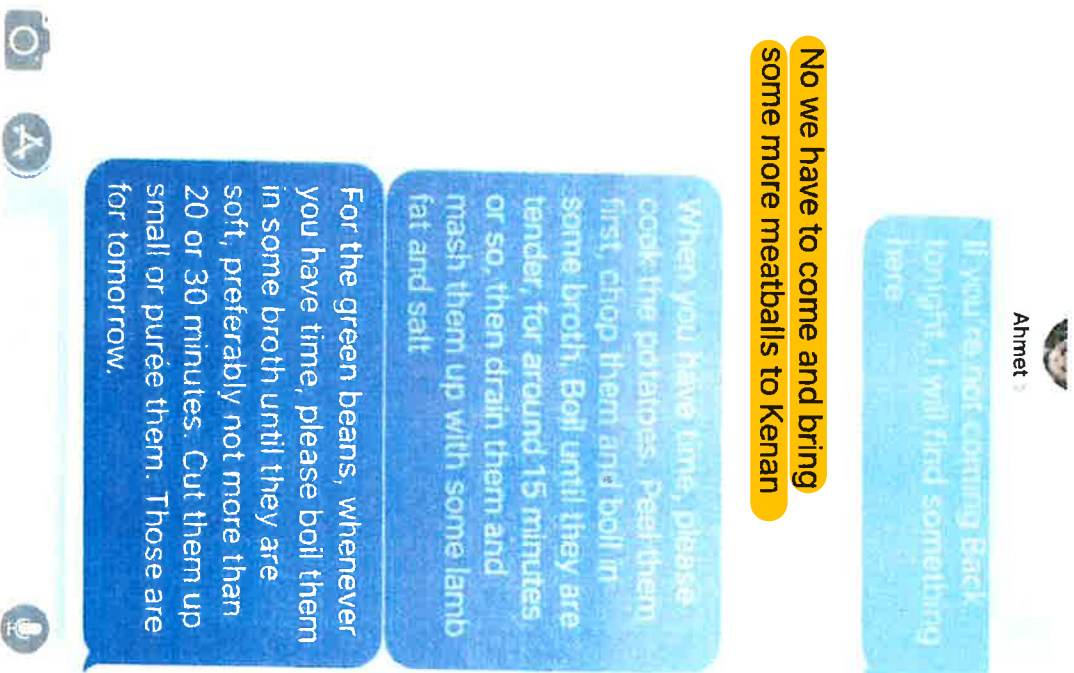 Ahmet >
If you're not coming Back
tonight, I will find something
here
No we have to come and bring
some more meatballs to Kenan
When you have time, please
cook the potatoes. Peel them
first, chop them and boil in
some broth. Boil until they are
tender, for around 15 minutes
or so, then drain them and
mash them up with some lamb
fat and salt
For the green beans, whenever
you have time, please boil them
in some broth until they are
soft, preferably not more than
20 or 30 minutes. Cut them up
small or purée them. Those are
for tomorrow.